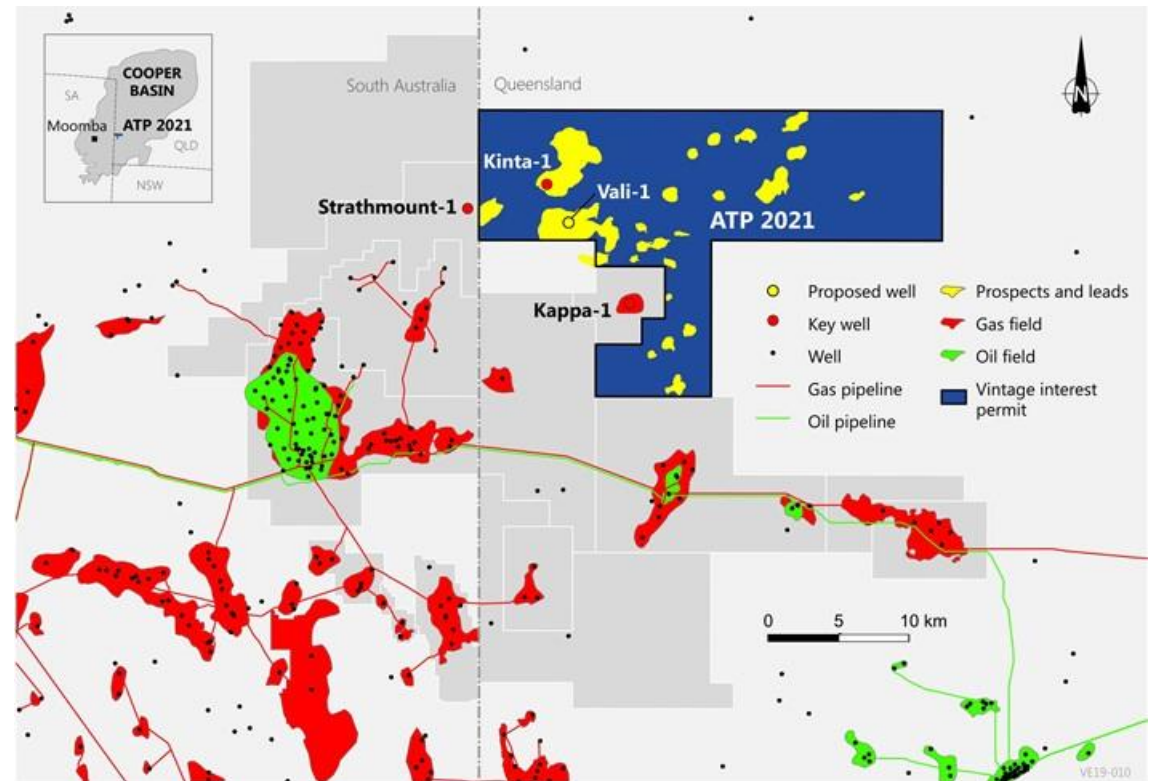 COOPER
BASIN
SA
Moomba
ATP 2021
QLD
NSW
South Australia
Queensland
N
Kinta-1
Vali-1
Strathmount-1
ATP 2021
Kappa-1
Proposed well
Key well
Well
Gas pipeline
Oil pipeline
Prospects and leads
Gas field
Oil field
Vintage interest
permit
0 5 10 km
VE19-010